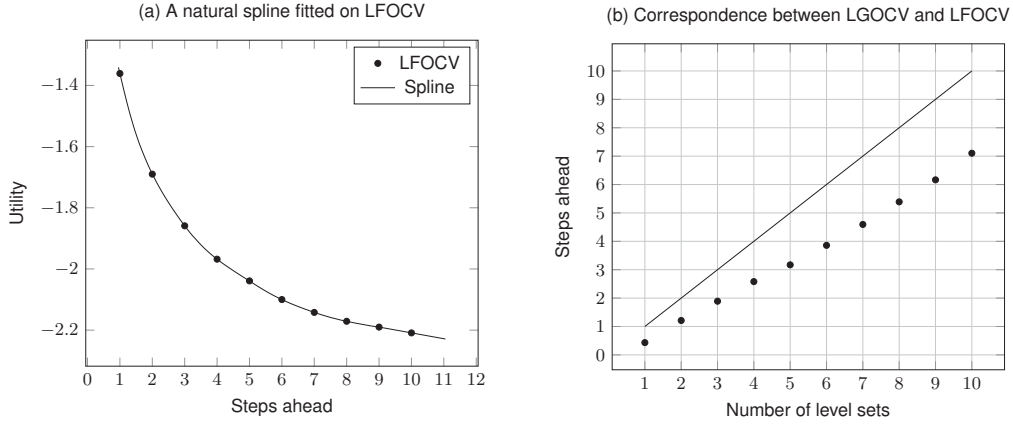 (a) A natural spline fitted on LFOCV
−1.4
−1.6
−1.8
−2
−2.2
Utility
LFOCV
Spline
0 1 2 3 4 5 6 7 8 9 10 11 12
Steps ahead
(b) Correspondence between LGOCV and LFOCV
10
9
8
7
6
5
4
3
2
1
0
Steps ahead
1 2 3 4 5 6 7 8 9 10
Number of level sets